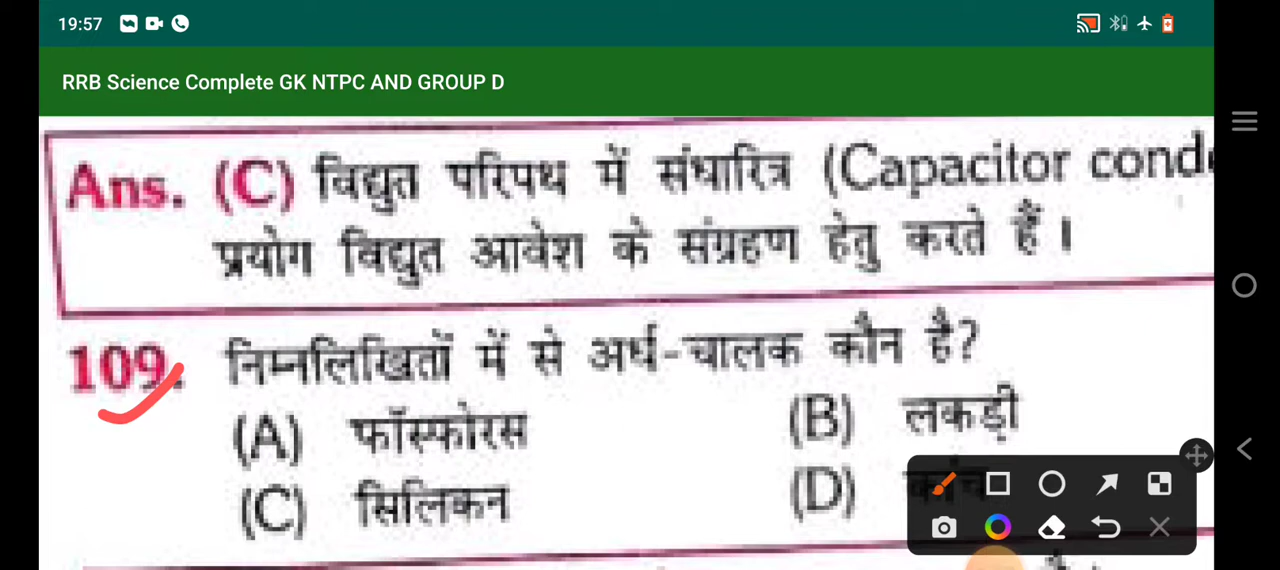 19:57
RRB Science Complete GK NTPC AND GROUP D
Ans. (C) विद्युत परिपथ में संधारित्र (Capacitor
प्रयोग विद्युत आवेश के संग्रहण हेतु करते हैं।
109. निम्नलिखितों में से अर्ध-चालक कौन है?
(A) फॉस्फोरस (B) लकड़ी
(C) सिलिकन (D)